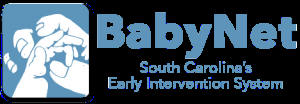 BabyNet
South Carolina's
Early Intervention System